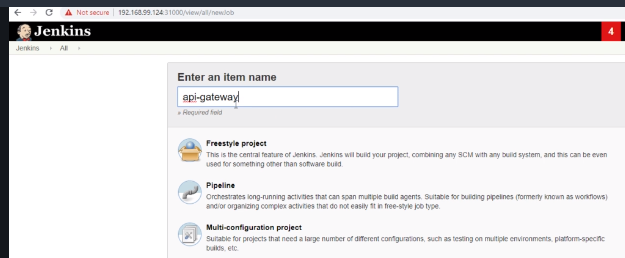 Not secure | 192.168.99.124:31000/view/all/newJob
Jenkins
4
Jenkins › All ›
Enter an item name
api-gateway
» Required field
Freestyle project
This is the central feature of Jenkins. Jenkins will build your project, combining any SCM with any build system, and this can be even
used for something other than software build.
Pipeline
Orchestrates long-running activities that can span multiple build agents. Suitable for building pipelines (formerly known as workflows)
and/or organizing complex activities that do not easily fit in free-style job type.
Multi-configuration project
Suitable for projects that need a large number of different configurations, such as testing on multiple environments, platform-specific
builds, etc.